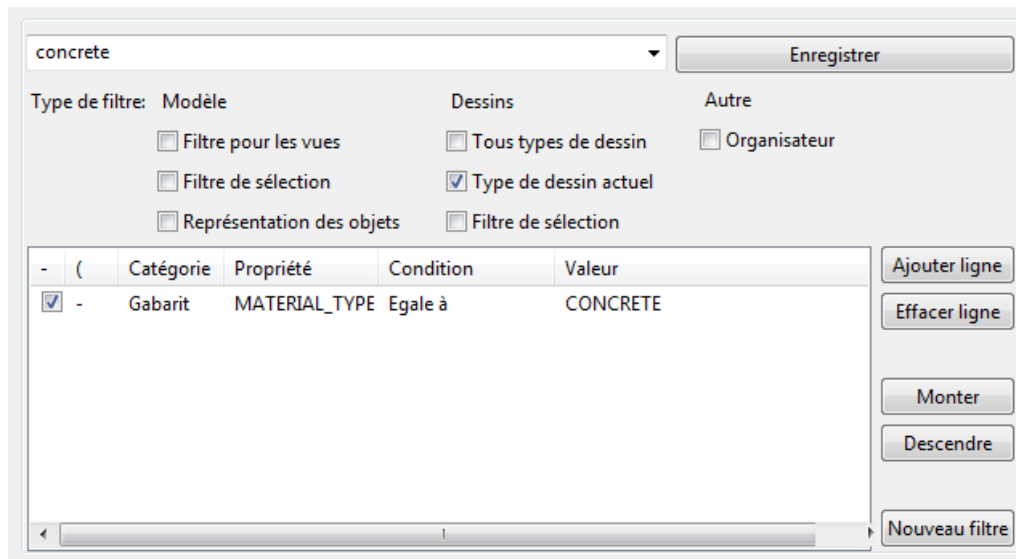 concrete
Enregistrer
Type de filtre: Modèle Dessins Autre
Filtre pour les vues Tous types de dessin Organisateur
Filtre de sélection Type de dessin actuel
Représentation des objets Filtre de sélection
- ( Catégorie Propriété Condition Valeur
- Gabarit MATERIAL_TYPE Egale à CONCRETE
Ajouter ligne
Effacer ligne
Monter
Descendre
Nouveau filtre